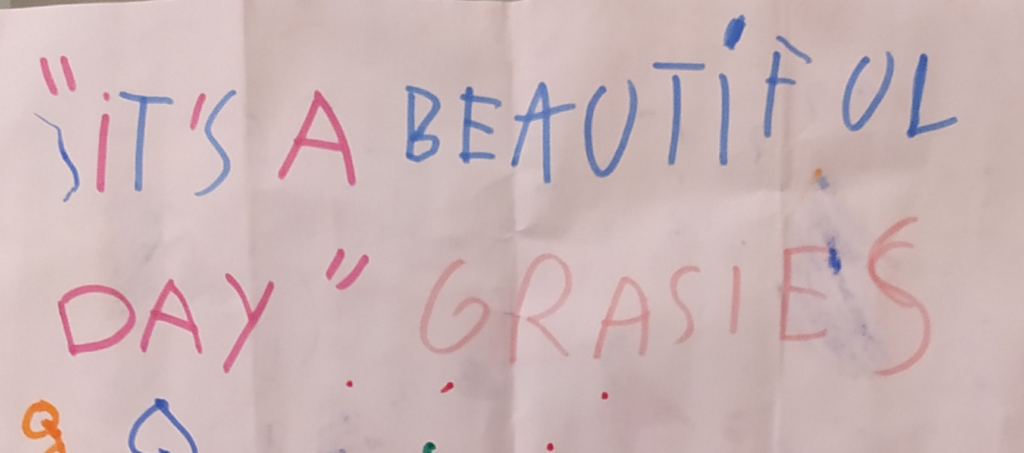 "iT'S A BEAUTiFUL
DAY" GRASIES